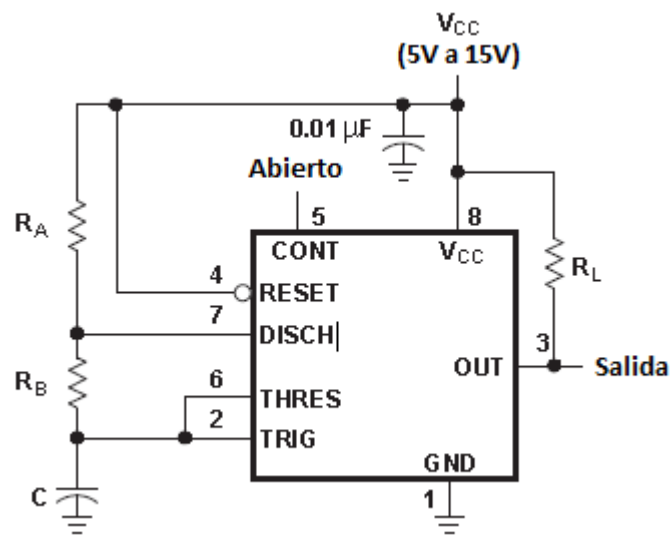 VCC
(5V a 15V)
0.01 µF
Abierto
5
8
RA
CONT
VCC
RL
4
RESET
7
DISCH
3
OUT
Salida
RB
6
THRES
2
TRIG
GND
C
1